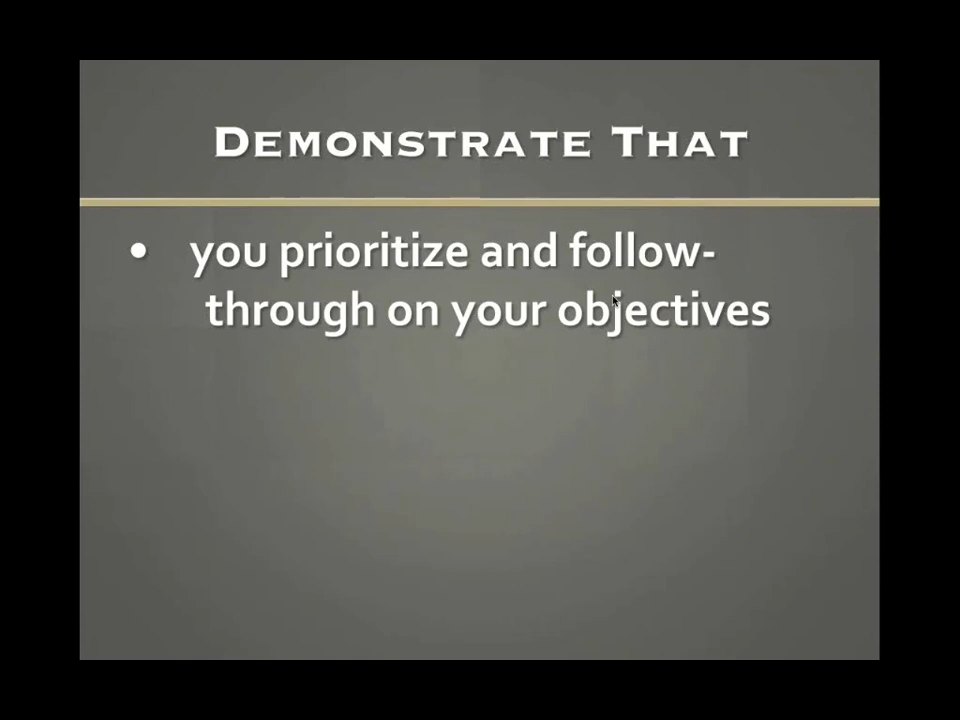 Demonstrate That
• you prioritize and follow-
through on your objectives